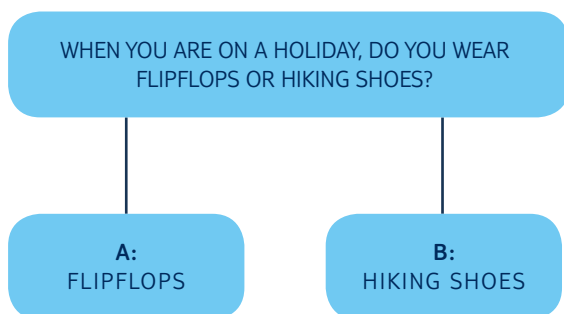 WHEN YOU ARE ON A HOLIDAY, DO YOU WEAR
FLIPFLOPS OR HIKING SHOES?
A:
FLIPFLOPS
B:
HIKING SHOES